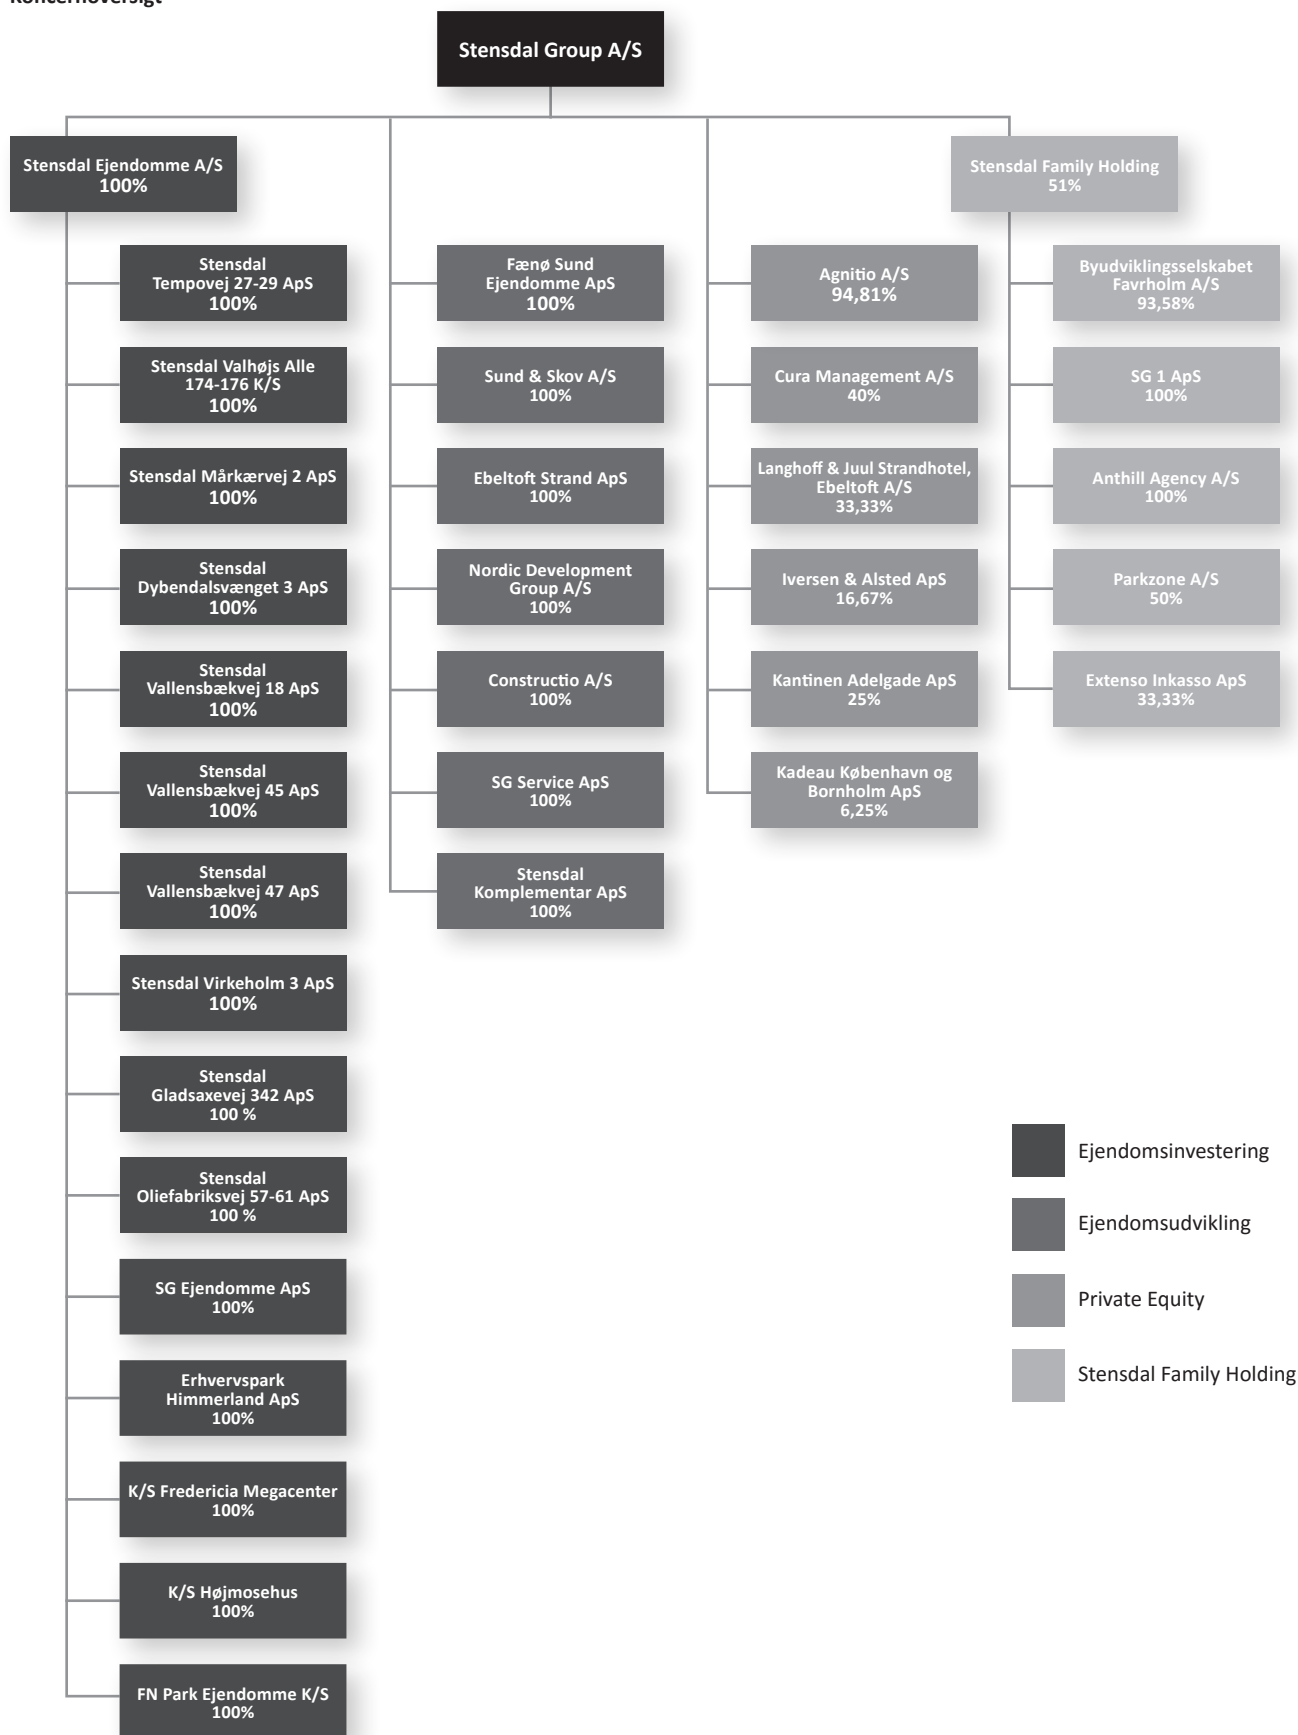 Koncernoversigt
Stensdal Group A/S
Stensdal Ejendomme A/S
100%
Stensdal
Tempovej 27-29 ApS
100%
Stensdal Valhøjs Alle
174-176 K/S
100%
Stensdal Mårkærvej 2 ApS
100%
Stensdal
Dybendalsvænget 3 ApS
100%
Stensdal
Vallensbækvej 18 ApS
100%
Stensdal
Vallensbækvej 45 ApS
100%
Stensdal
Vallensbækvej 47 ApS
100%
Stensdal Virkeholm 3 ApS
100%
Stensdal
Gladsaxevej 342 ApS
100 %
Stensdal
Oliefabriksvej 57-61 ApS
100 %
SG Ejendomme ApS
100%
Erhvervspark
Himmerland ApS
100%
K/S Fredericia Megacenter
100%
K/S Højmosehus
100%
FN Park Ejendomme K/S
100%
Fænø Sund
Ejendomme ApS
100%
Sund & Skov A/S
100%
Ebeltoft Strand ApS
100%
Nordic Development
Group A/S
100%
Constructio A/S
100%
SG Service ApS
100%
Stensdal
Komplementar ApS
100%
Agnitio A/S
94,81%
Cura Management A/S
40%
Langhoff & Juul Strandhotel,
Ebeltoft A/S
33,33%
Iversen & Alsted ApS
16,67%
Kantinen Adelgade ApS
25%
Kadeau København og
Bornholm ApS
6,25%
Stensdal Family Holding
51%
Byudviklingsselskabet
Favrholm A/S
93,58%
SG 1 ApS
100%
Anthill Agency A/S
100%
Parkzone A/S
50%
Extenso Inkasso ApS
33,33%
Ejendomsinvestering
Ejendomsudvikling
Private Equity
Stensdal Family Holding